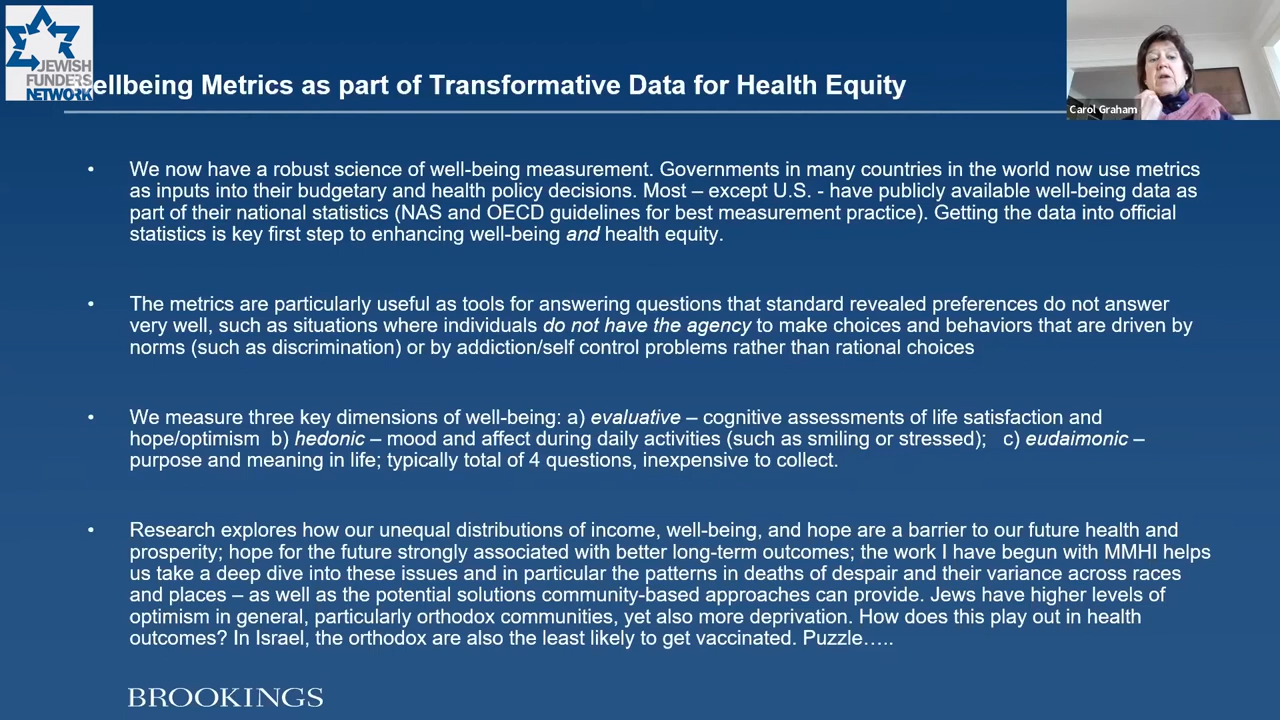 JEWISH
FUNDERS
NETWORK
ellbeing Metrics as part of Transformative Data for Health Equity
Carol Graham
• We now have a robust science of well-being measurement. Governments in many countries in the world now use metrics
as inputs into their budgetary and health policy decisions. Most – except U.S. - have publicly available well-being data as
part of their national statistics (NAS and OECD guidelines for best measurement practice). Getting the data into official
statistics is key first step to enhancing well-being and health equity.
• The metrics are particularly useful as tools for answering questions that standard revealed preferences do not answer
very well, such as situations where individuals do not have the agency to make choices and behaviors that are driven by
norms (such as discrimination) or by addiction/self control problems rather than rational choices
• We measure three key dimensions of well-being: a) evaluative – cognitive assessments of life satisfaction and
hope/optimism b) hedonic – mood and affect during daily activities (such as smiling or stressed); c) eudaimonic –
purpose and meaning in life; typically total of 4 questions, inexpensive to collect.
• Research explores how our unequal distributions of income, well-being, and hope are a barrier to our future health and
prosperity; hope for the future strongly associated with better long-term outcomes; the work I have begun with MMHI helps
us take a deep dive into these issues and in particular the patterns in deaths of despair and their variance across races
and places – as well as the potential solutions community-based approaches can provide. Jews have higher levels of
optimism in general, particularly orthodox communities, yet also more deprivation. How does this play out in health
outcomes? In Israel, the orthodox are also the least likely to get vaccinated. Puzzle…..
BROOKINGS